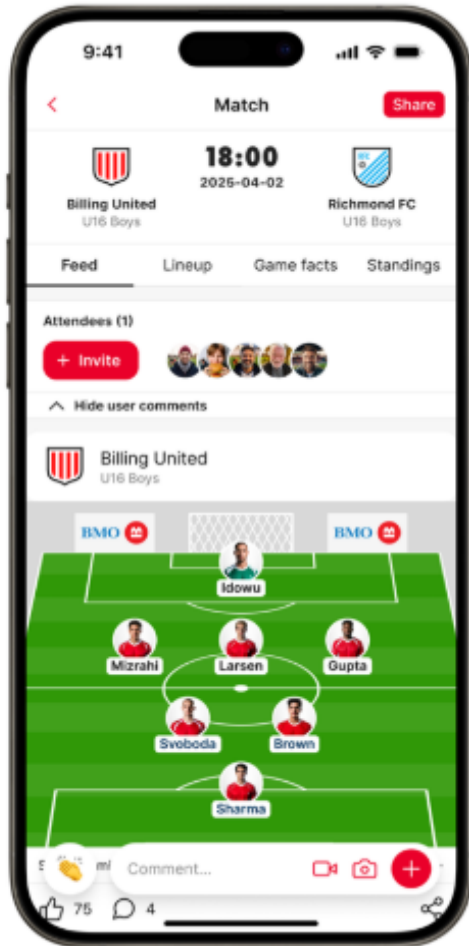 9:41
Match
Share
18:00
2025-04-02
Billing United
U16 Boys
Richmond FC
U16 Boys
Feed
Lineup
Game facts
Standings
Attendees (1)
+ Invite
Hide user comments
Billing United
U16 Boys
BMO
BMO
Idowu
Mizrahi
Larsen
Gupta
Svoboda
Brown
Sharma
Comment...
75
4